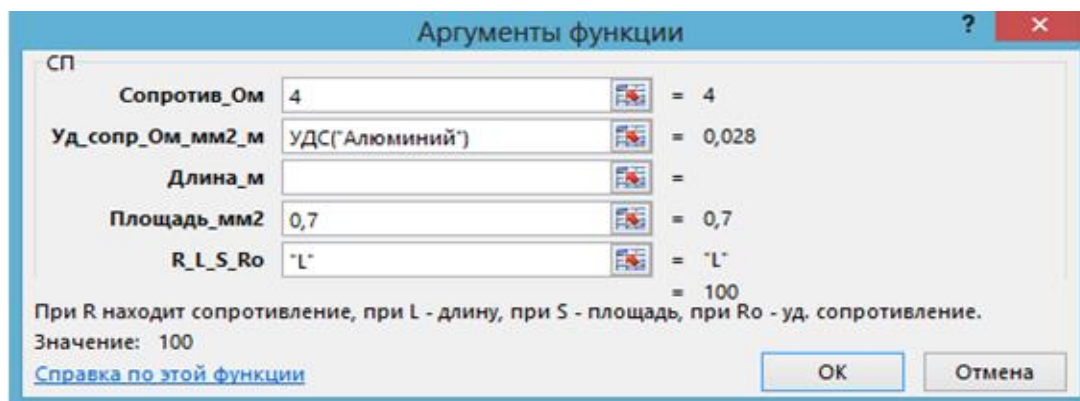 Аргументы функции ? ×
СП
Сопротив_Ом 4 = 4
Уд_сопр_Ом_мм2_м УДС("Алюминий") = 0,028
Длина_м =
Площадь_мм2 0,7 = 0,7
R_L_S_Ro "L" = "L"
= 100
При R находит сопротивление, при L - длину, при S - площадь, при Ro - уд. сопротивление.
Значение: 100
Справка по этой функции OK Отмена